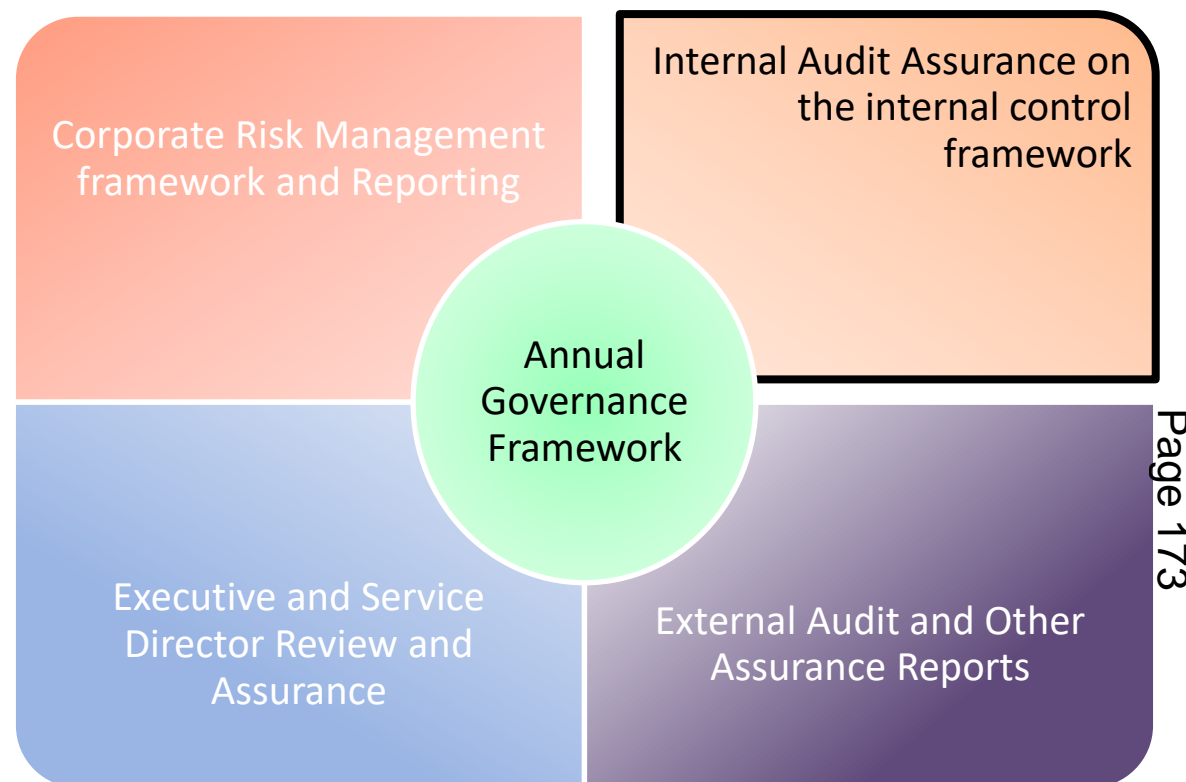 Corporate Risk Management
framework and Reporting
Internal Audit Assurance on
the internal control
framework
Annual
Governance
Framework
Executive and Service
Director Review and
Assurance
External Audit and Other
Assurance Reports
Page 173